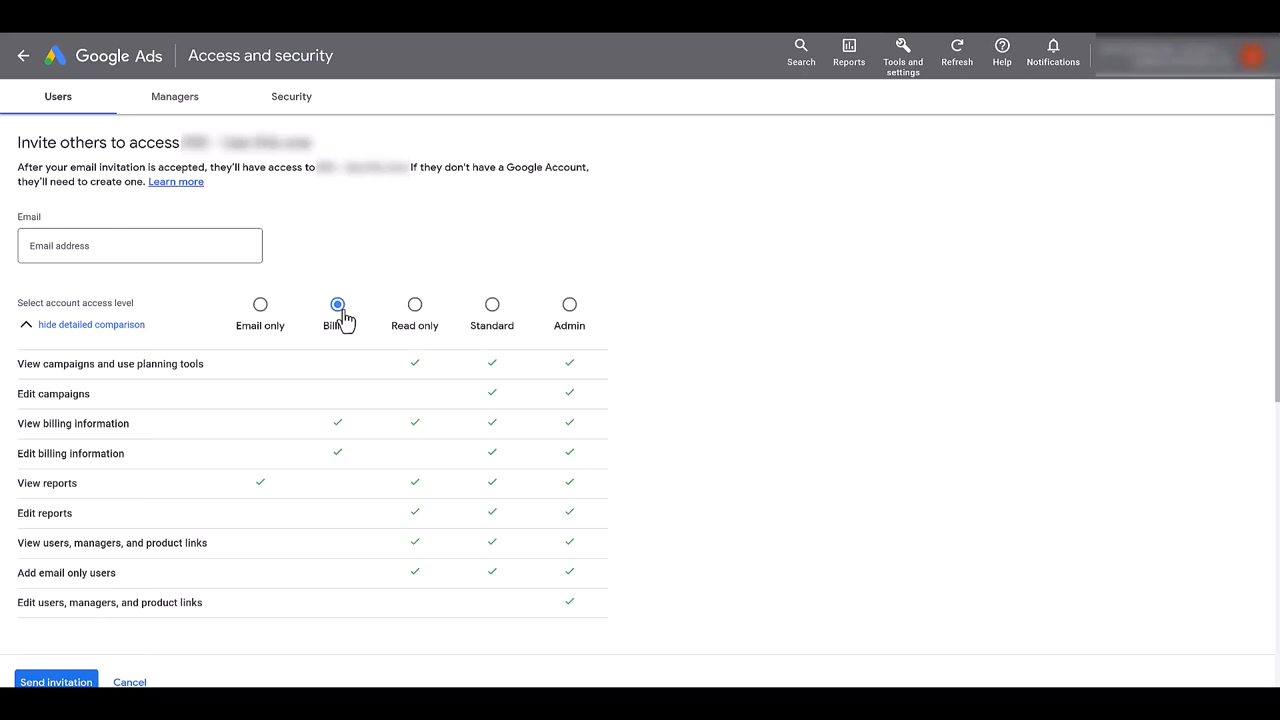 Google Ads
Access and security
Search
Reports
Tools and
settings
Refresh
Help
Notifications
Users
Managers
Security
Invite others to access
After your email invitation is accepted, they'll have access to
If they don't have a Google Account,
they'll need to create one. Learn more
Email
Email address
Select account access level
hide detailed comparison
Email only
Read only
Standard
Admin
View campaigns and use planning tools
Edit campaigns
View billing information
Edit billing information
View reports
Edit reports
View users, managers, and product links
Add email only users
Edit users, managers, and product links
Send invitation
Cancel